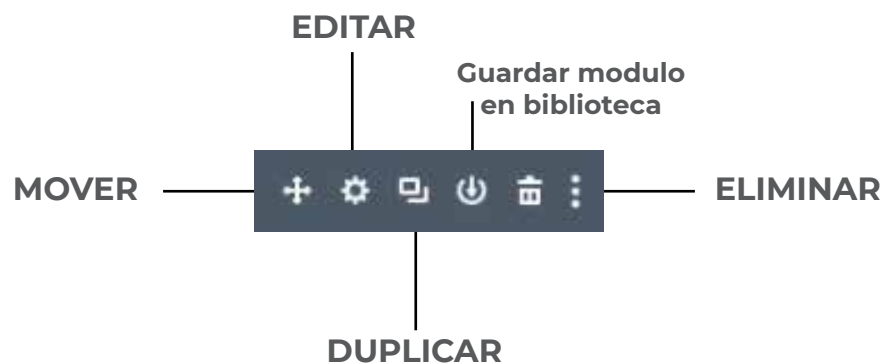 EDITAR
Guardar modulo
en biblioteca
MOVER
ELIMINAR
DUPLICAR